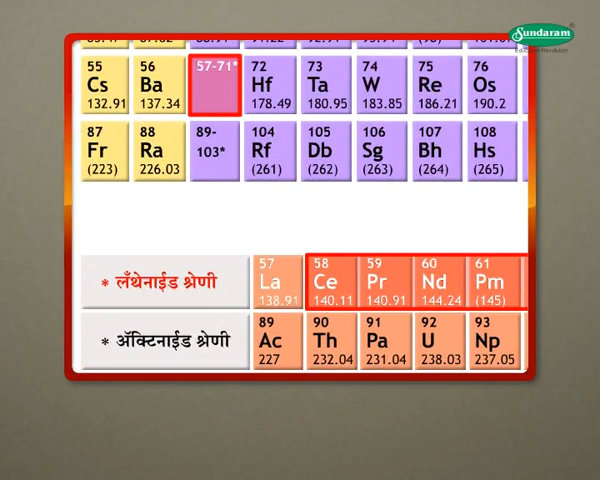 Sundaram
55 56 57-71* 72 73 74 75 76
Cs Ba Hf Ta W Re Os
132.91 137.34 178.49 180.95 183.85 186.21 190.2
87 88 89- 104 105 106 107 108
Fr Ra 103* Rf Db Sg Bh Hs
(223) 226.03 (261) (262) (263) (264) (265)
57 58 59 60 61
* लँथेनाईड श्रेणी La Ce Pr Nd Pm
138.91 140.11 140.91 144.24 (145)
89 90 91 92 93
* ॲक्टिनाईड श्रेणी Ac Th Pa U Np
227 232.04 231.04 238.03 237.05